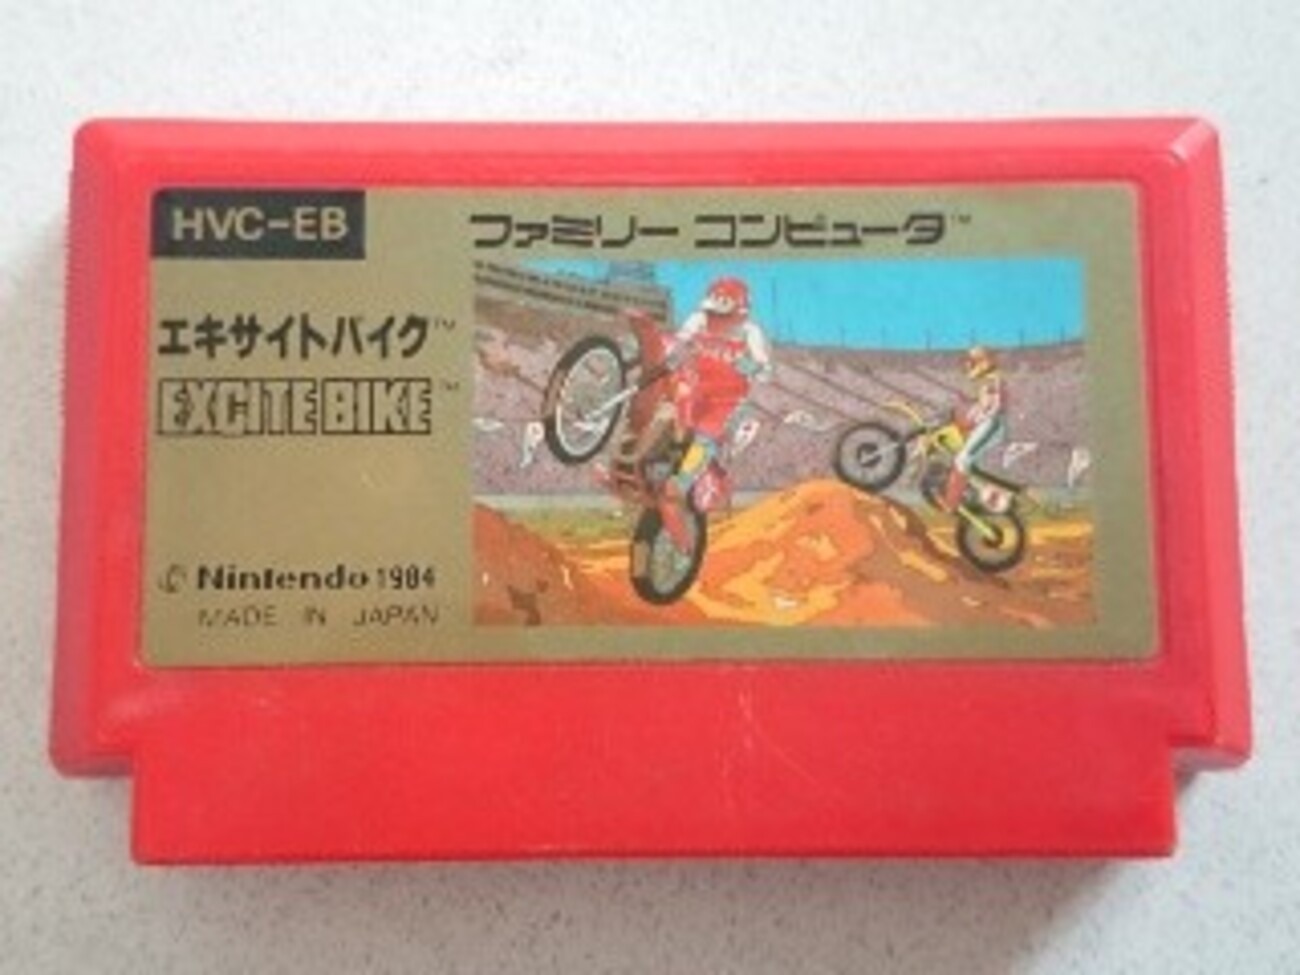 HVC-EB
ファミリー コンピュータ™
エキサイトバイク™
EXCITEBIKE™
© Nintendo 1984
MADE IN JAPAN